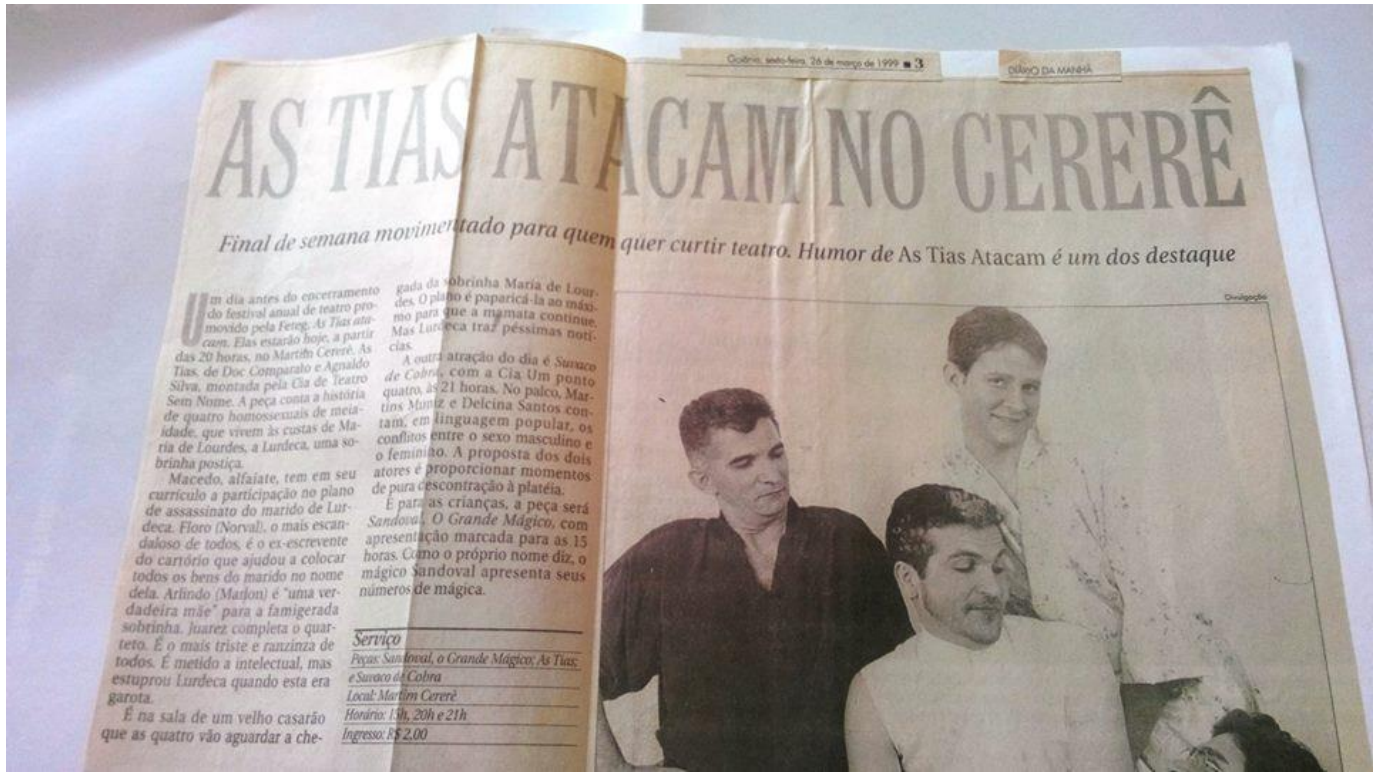 Goiânia, sexta-feira, 26 de março de 1999 ■ 3
DIÁRIO DA MANHÃ
AS TIAS ATACAM NO CERERÊ
Final de semana movimentado para quem quer curtir teatro. Humor de As Tias Atacam é um dos destaque
Divulgação
Um dia antes do encerramento
do festival anual de teatro pro-
movido pela Feteg, As Tias ata-
cam. Elas estarão hoje, a partir
das 20 horas, no Martim Cererê. As
Tias, de Doc Comparato e Agnaldo
Silva, montada pela Cia de Teatro
Sem Nome. A peça conta a história
de quatro homossexuais de meia-
idade, que vivem às custas de Ma-
ria de Lourdes, a Lurdeca, uma so-
brinha postiça.
Macedo, alfaiate, tem em seu
currículo a participação no plano
de assassinato do marido de Lur-
deca. Floro (Norval), o mais escan-
daloso de todos, é o ex-escrevente
do cartório que ajudou a colocar
todos os bens do marido no nome
dela. Arlindo (Marlon) é "uma ver-
dadeira mãe" para a famigerada
sobrinha. Juarez completa o quar-
teto. É o mais triste e ranzinza de
todos. É metido a intelectual, mas
estuprou Lurdeca quando esta era
garota.
É na sala de um velho casarão
que as quatro vão aguardar a che-
gada da sobrinha Maria de Lour-
des. O plano é paparicá-la ao máxi-
mo para que a mamata continue.
Mas Lurdeca traz péssimas notí-
cias.
A outra atração do dia é Suvaco
de Cobra, com a Cia Um ponto
quatro, às 21 horas. No palco, Mar-
tins Muniz e Delcina Santos con-
tam, em linguagem popular, os
conflitos entre o sexo masculino e
o feminino. A proposta dos dois
atores é proporcionar momentos
de pura descontração à platéia.
E para as crianças, a peça será
Sandoval, O Grande Mágico, com
apresentação marcada para as 15
horas. Como o próprio nome diz, o
mágico Sandoval apresenta seus
números de mágica.
Serviço
Peças: Sandoval, o Grande Mágico; As Tias;
e Suvaco de Cobra
Local: Martim Cererê
Horário: 15h, 20h e 21h
Ingresso: R$ 2,00